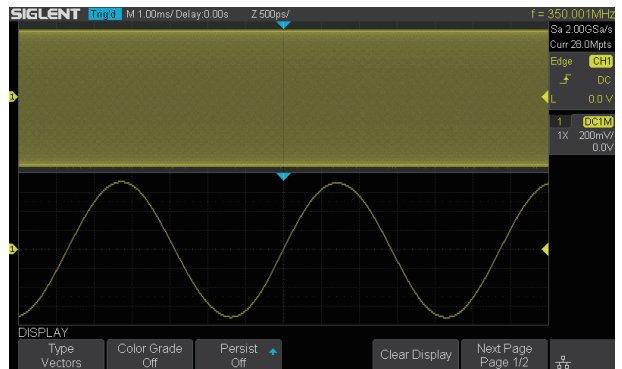 SIGLENT Trig'd M 1.00ms/ Delay:0.00s Z 500ps/ f = 350.001MHz
Sa 2.00GSa/s
Curr 28.0Mpts
Edge CH1
DC
L 0.0 V
1 DC1M
1X 200mV/
0.0V
1
1
DISPLAY
Type
Vectors
Color Grade
Off
Persist
Off
Clear Display
Next Page
Page 1/2